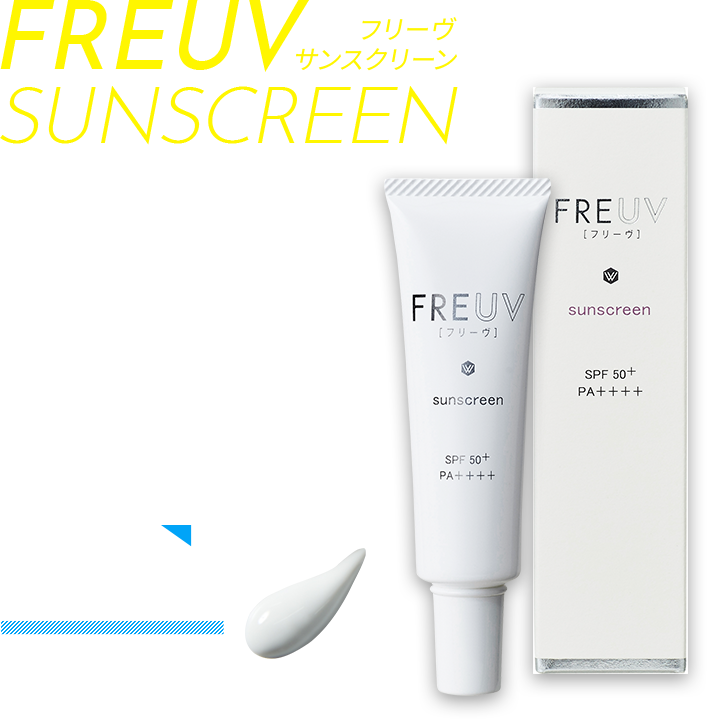 FREUV
フリーヴ
サンスクリーン
SUNSCREEN
FREUV
[フリーヴ]
sunscreen
SPF 50+
PA++++
FREUV
[フリーヴ]
sunscreen
SPF 50+
PA++++